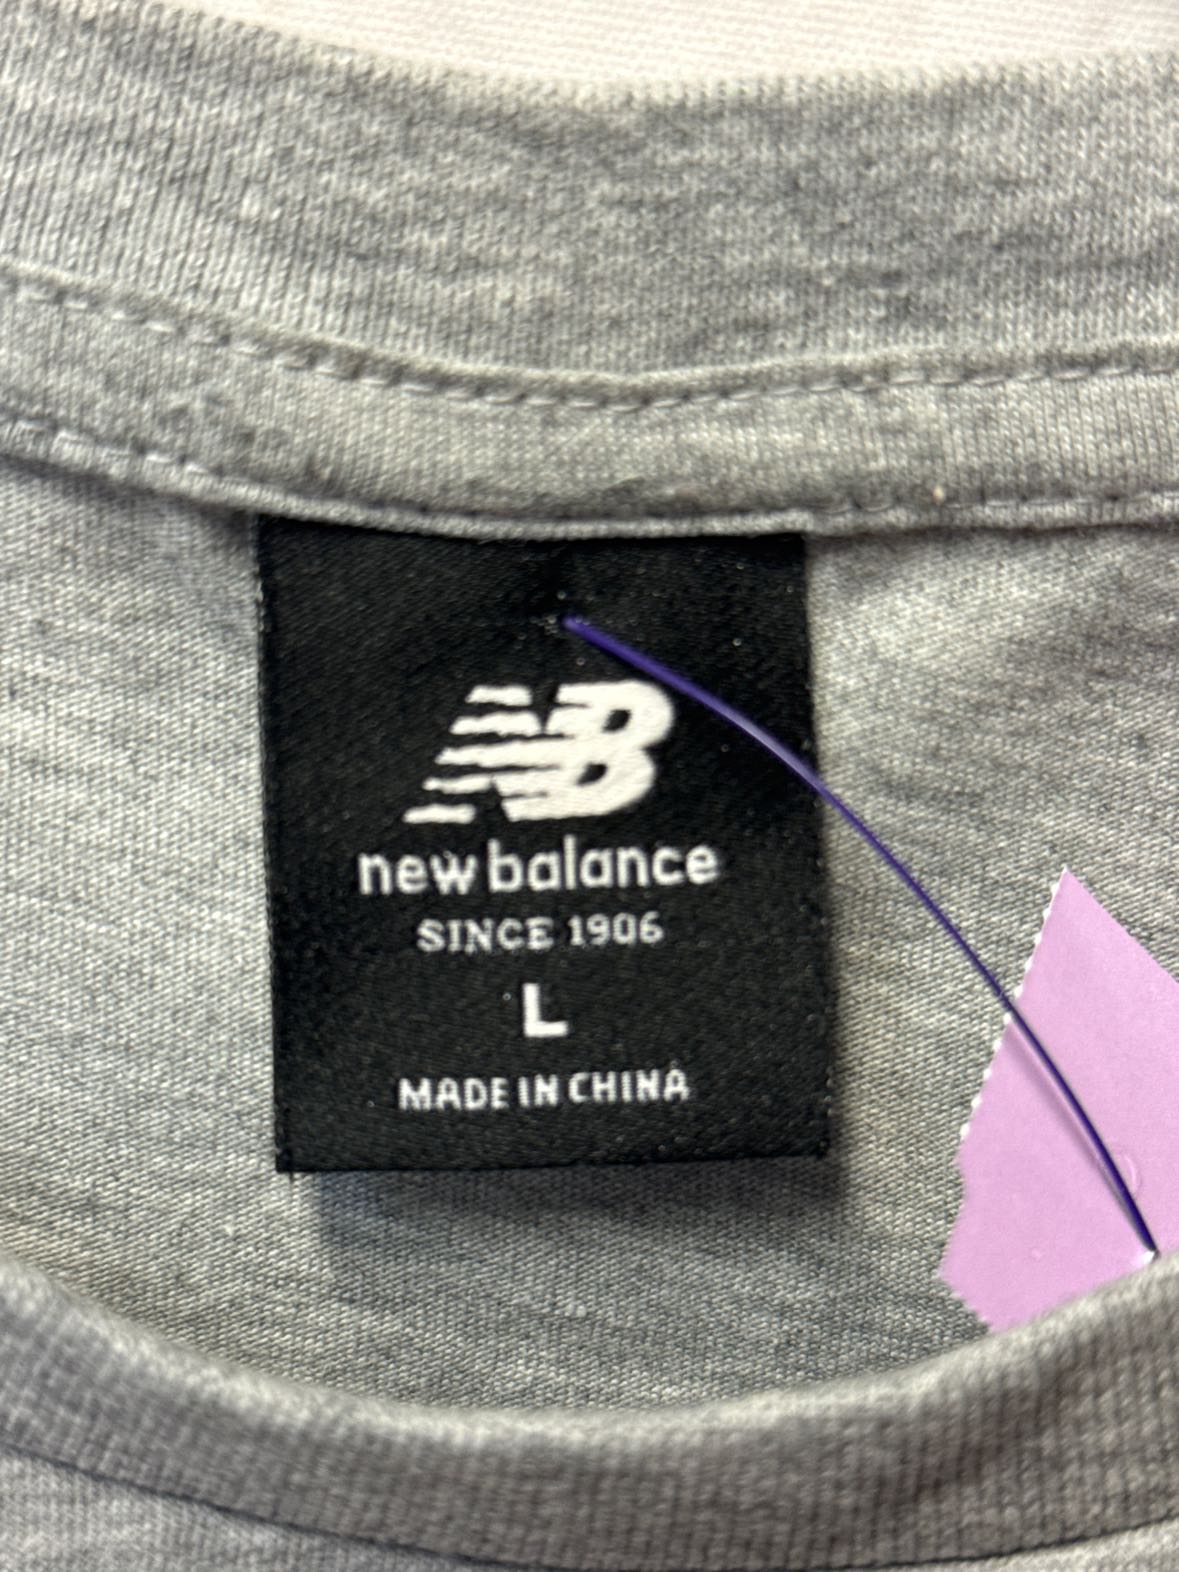 NB
new balance
SINCE 1906
L
MADE IN CHINA